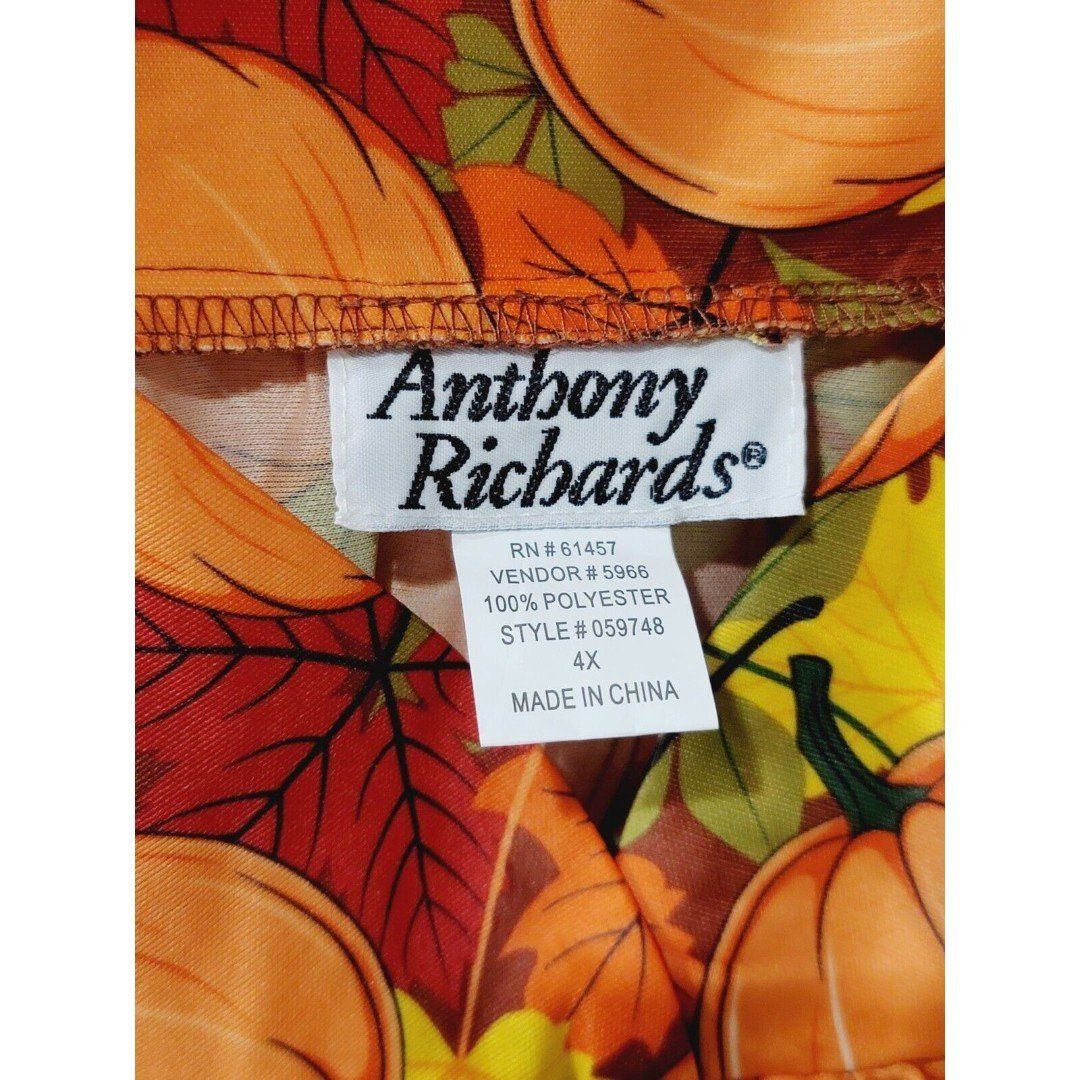 Anthony
Richards®
RN # 61457
VENDOR # 5966
100% POLYESTER
STYLE # 059748
4X
MADE IN CHINA